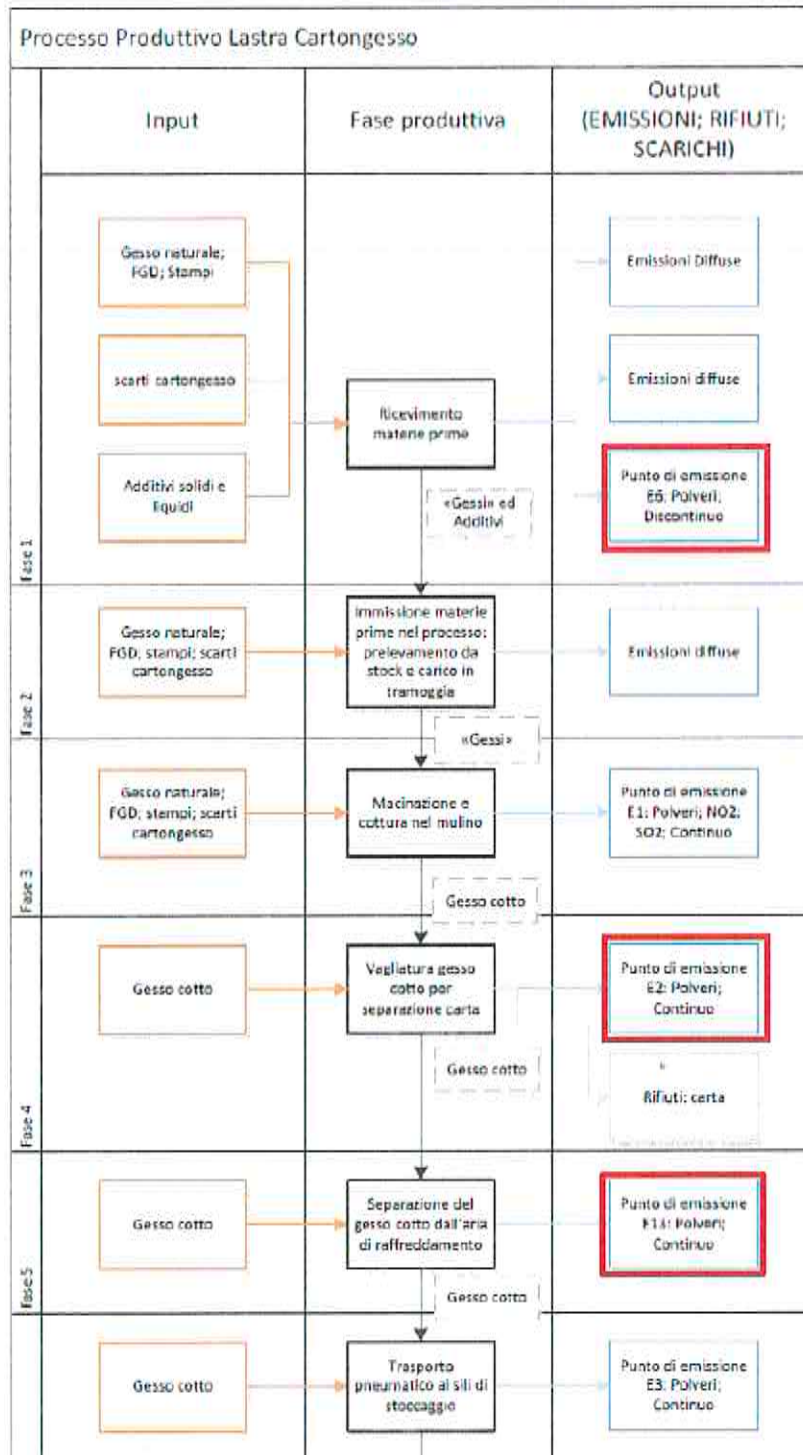 Processo Produttivo Lastra Cartongesso
Input
Fase produttiva
Output
(EMISSIONI; RIFIUTI;
SCARICHI)
Fase 1
Gesso naturale;
FGD; Stampi
scarti cartongesso
Additivi solidi e
liquidi
Ricevimento
materie prime
«Gessi» ed
Additivi
Emissioni Diffuse
Emissioni diffuse
Punto di emissione
E6: Polveri;
Discontinuo
Fase 2
Gesso naturale;
FGD, stampi; scarti
cartongesso
Immissione materie
prime nel processo:
prelevamento da
stock e carico in
tramoggia
«Gessi»
Emissioni diffuse
Fase 3
Gesso naturale;
FGD, stampi; scarti
cartongesso
Macinazione e
cottura nel mulino
Gesso cotto
Punto di emissione
E1: Polveri; NO2;
SO2; Continuo
Fase 4
Gesso cotto
Vagliatura gesso
cotto per
separazione carta
Gesso cotto
Punto di emissione
E2: Polveri;
Continuo
Rifiuti: carta
Fase 5
Gesso cotto
Separazione del
gesso cotto dall'aria
di raffreddamento
Gesso cotto
Punto di emissione
E13: Polveri;
Continuo
Gesso cotto
Trasporto
pneumatico ai sili di
stoccaggio
Punto di emissione
E3: Polveri;
Continuo